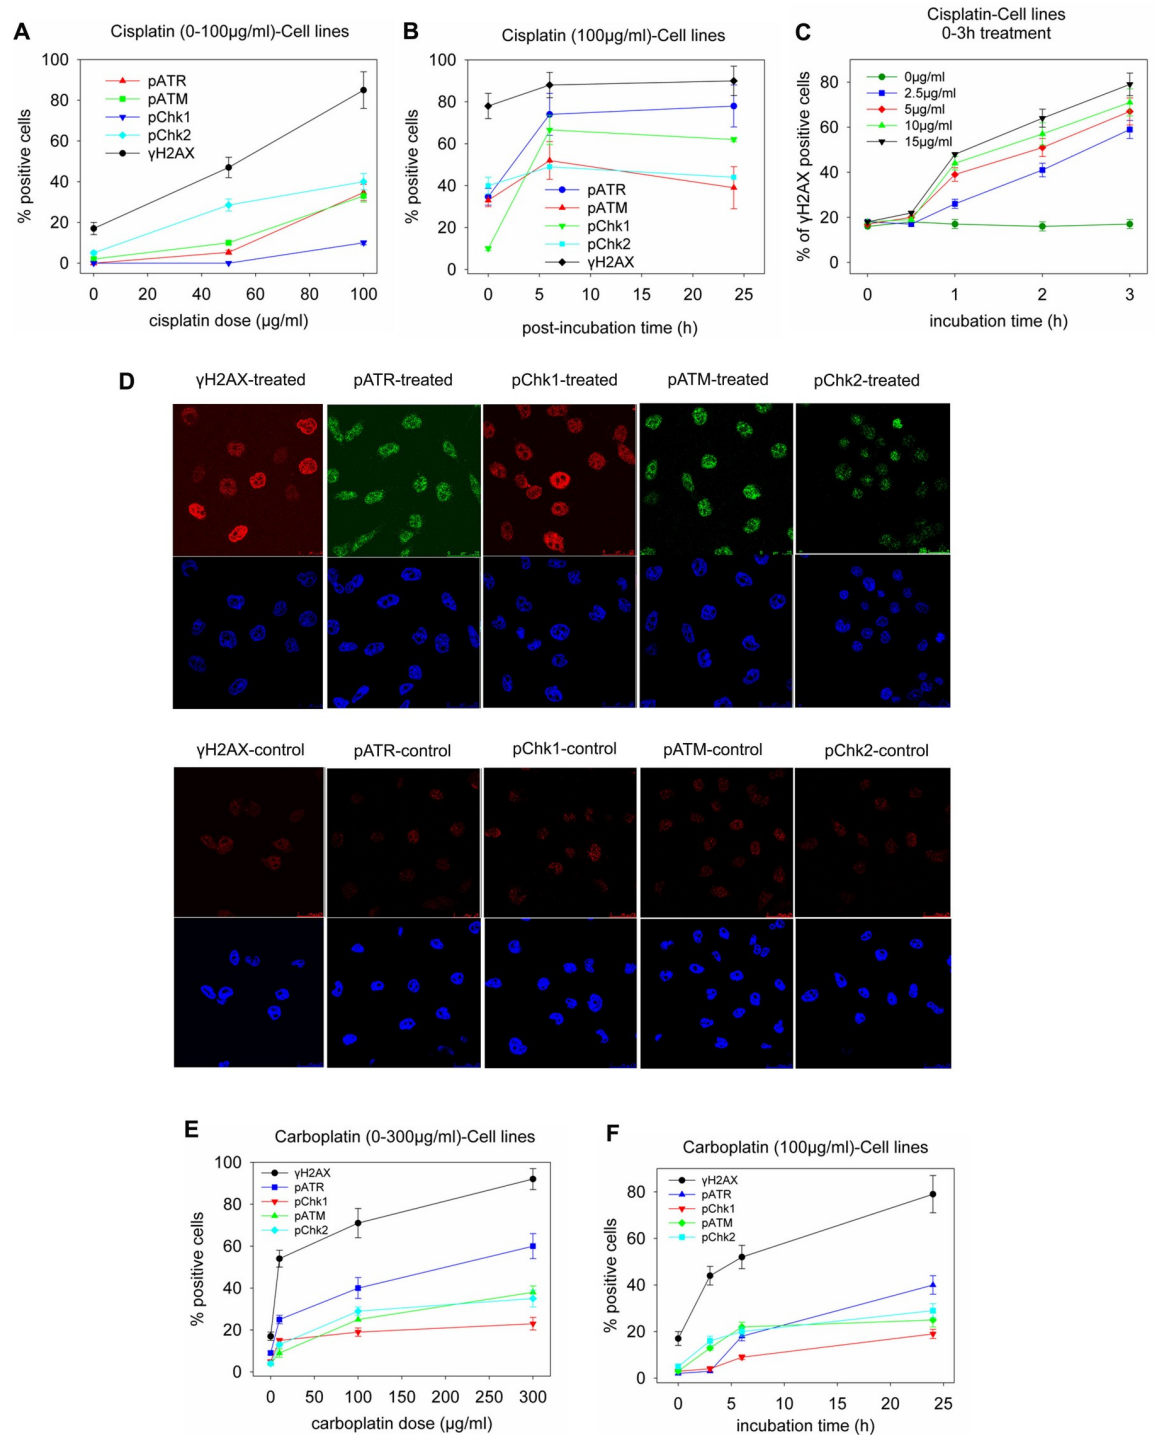 A
Cisplatin (0-100µg/ml)-Cell lines
% positive cells
100
80
60
40
20
0
pATR
pATM
pChk1
pChk2
γH2AX
0 20 40 60 80 100
cisplatin dose (µg/ml)
B
Cisplatin (100µg/ml)-Cell lines
% positive cells
100
80
60
40
20
0
pATR
pATM
pChk1
pChk2
γH2AX
0 5 10 15 20 25
post-incubation time (h)
C
Cisplatin-Cell lines
0-3h treatment
% of γH2AX positive cells
80
60
40
20
0
0µg/ml
2.5µg/ml
5µg/ml
10µg/ml
15µg/ml
0 1 2 3
incubation time (h)
D
γH2AX-treated pATR-treated pChk1-treated pATM-treated pChk2-treated
γH2AX-control pATR-control pChk1-control pATM-control pChk2-control
E
Carboplatin (0-300µg/ml)-Cell lines
% positive cells
100
80
60
40
20
0
γH2AX
pATR
pChk1
pATM
pChk2
0 50 100 150 200 250 300
carboplatin dose (µg/ml)
F
Carboplatin (100µg/ml)-Cell lines
% positive cells
80
60
40
20
0
γH2AX
pATR
pChk1
pATM
pChk2
0 5 10 15 20 25
incubation time (h)